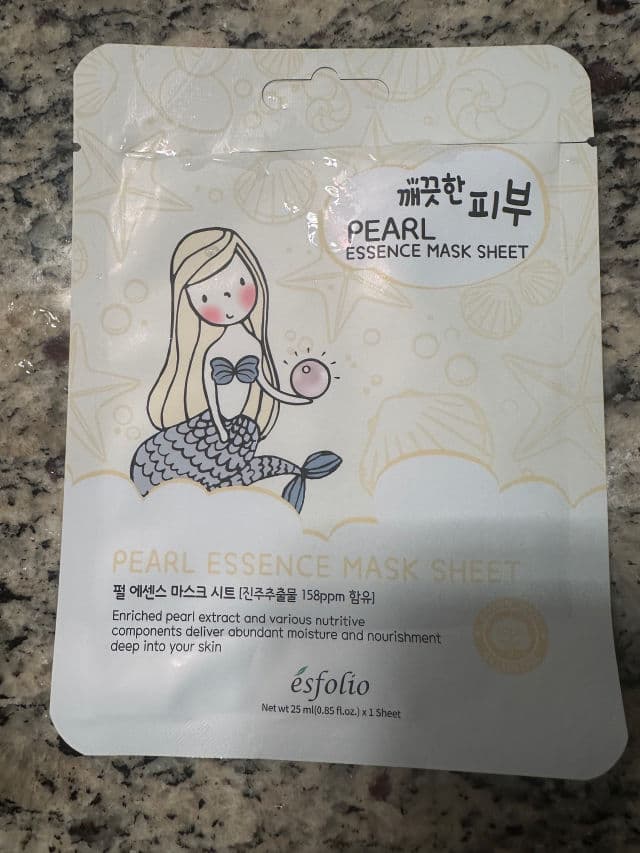 깨끗한 피부
PEARL
ESSENCE MASK SHEET
PEARL ESSENCE MASK SHEET
펄 에센스 마스크 시트 [진주추출물 158ppm 함유]
Enriched pearl extract and various nutritive
components deliver abundant moisture and nourishment
deep into your skin
ésfolio
Net wt 25 ml(0.85 fl.oz.) x 1 Sheet